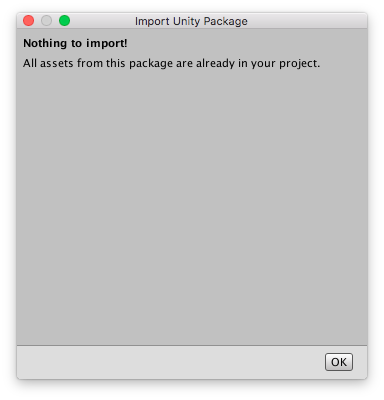 Import Unity Package
Nothing to import!
All assets from this package are already in your project.
OK